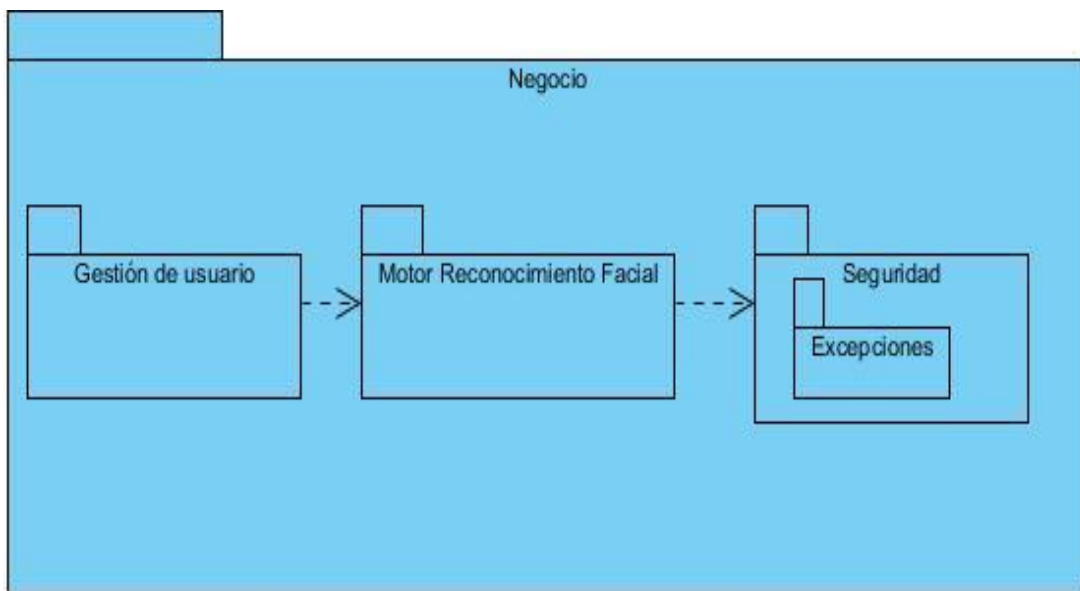 Negocio
Gestión de usuario
Motor Reconocimiento Facial
Seguridad
Excepciones